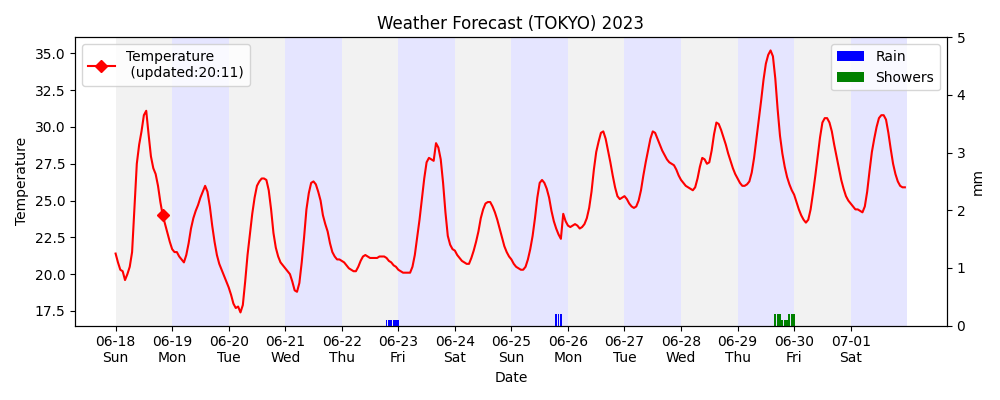 Weather Forecast (TOKYO) 2023
Temperature
(updated:20:11)
Rain
Showers
Temperature
35.0
32.5
30.0
27.5
25.0
22.5
20.0
17.5
5
4
3
2
1
0
mm
06-18 06-19 06-20 06-21 06-22 06-23 06-24 06-25 06-26 06-27 06-28 06-29 06-30 07-01
Sun Mon Tue Wed Thu Fri Sat Sun Mon Tue Wed Thu Fri Sat
Date